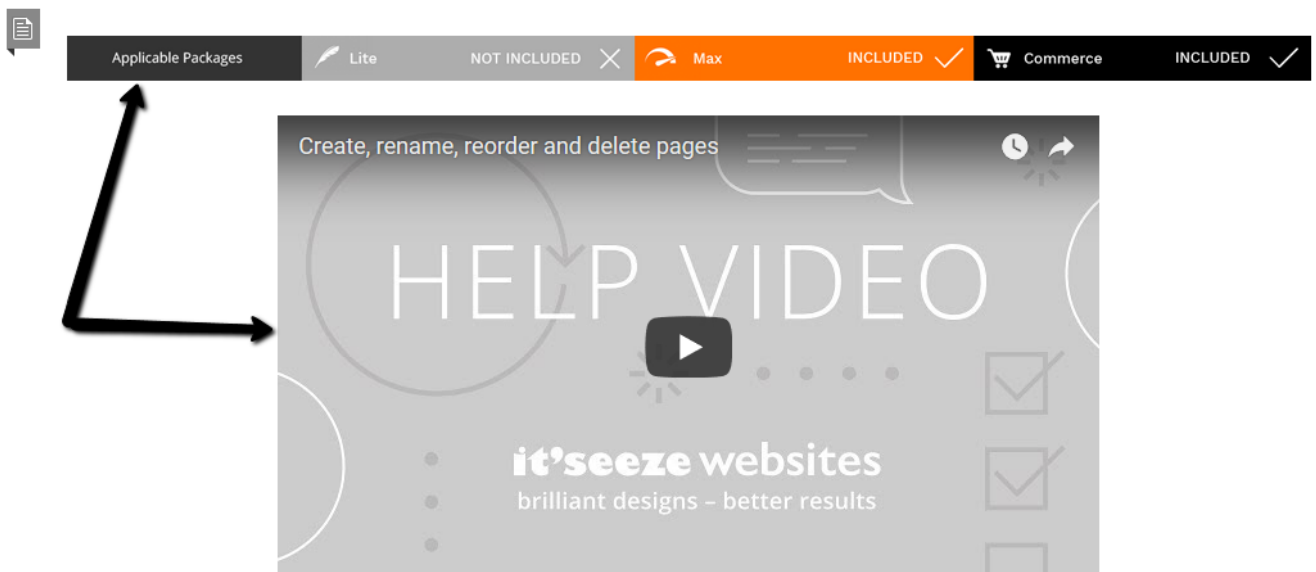 Applicable Packages Lite NOT INCLUDED Max INCLUDED Commerce INCLUDED
Create, rename, reorder and delete pages
HELP VIDEO
it'seeze websites
brilliant designs – better results